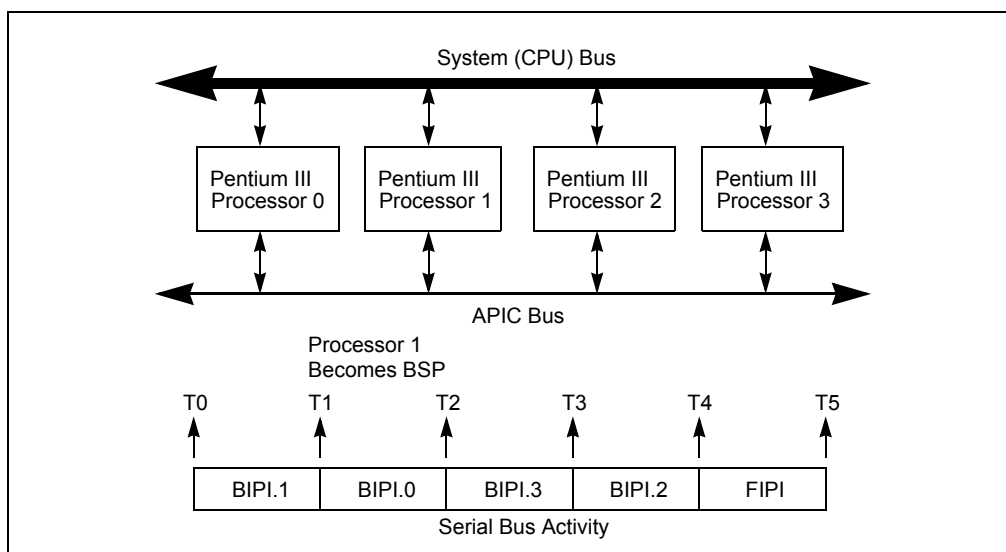 System (CPU) Bus
Pentium III
Processor 0
Pentium III
Processor 1
Pentium III
Processor 2
Pentium III
Processor 3
APIC Bus
Processor 1
Becomes BSP
T0 T1 T2 T3 T4 T5
BIPI.1 BIPI.0 BIPI.3 BIPI.2 FIPI
Serial Bus Activity